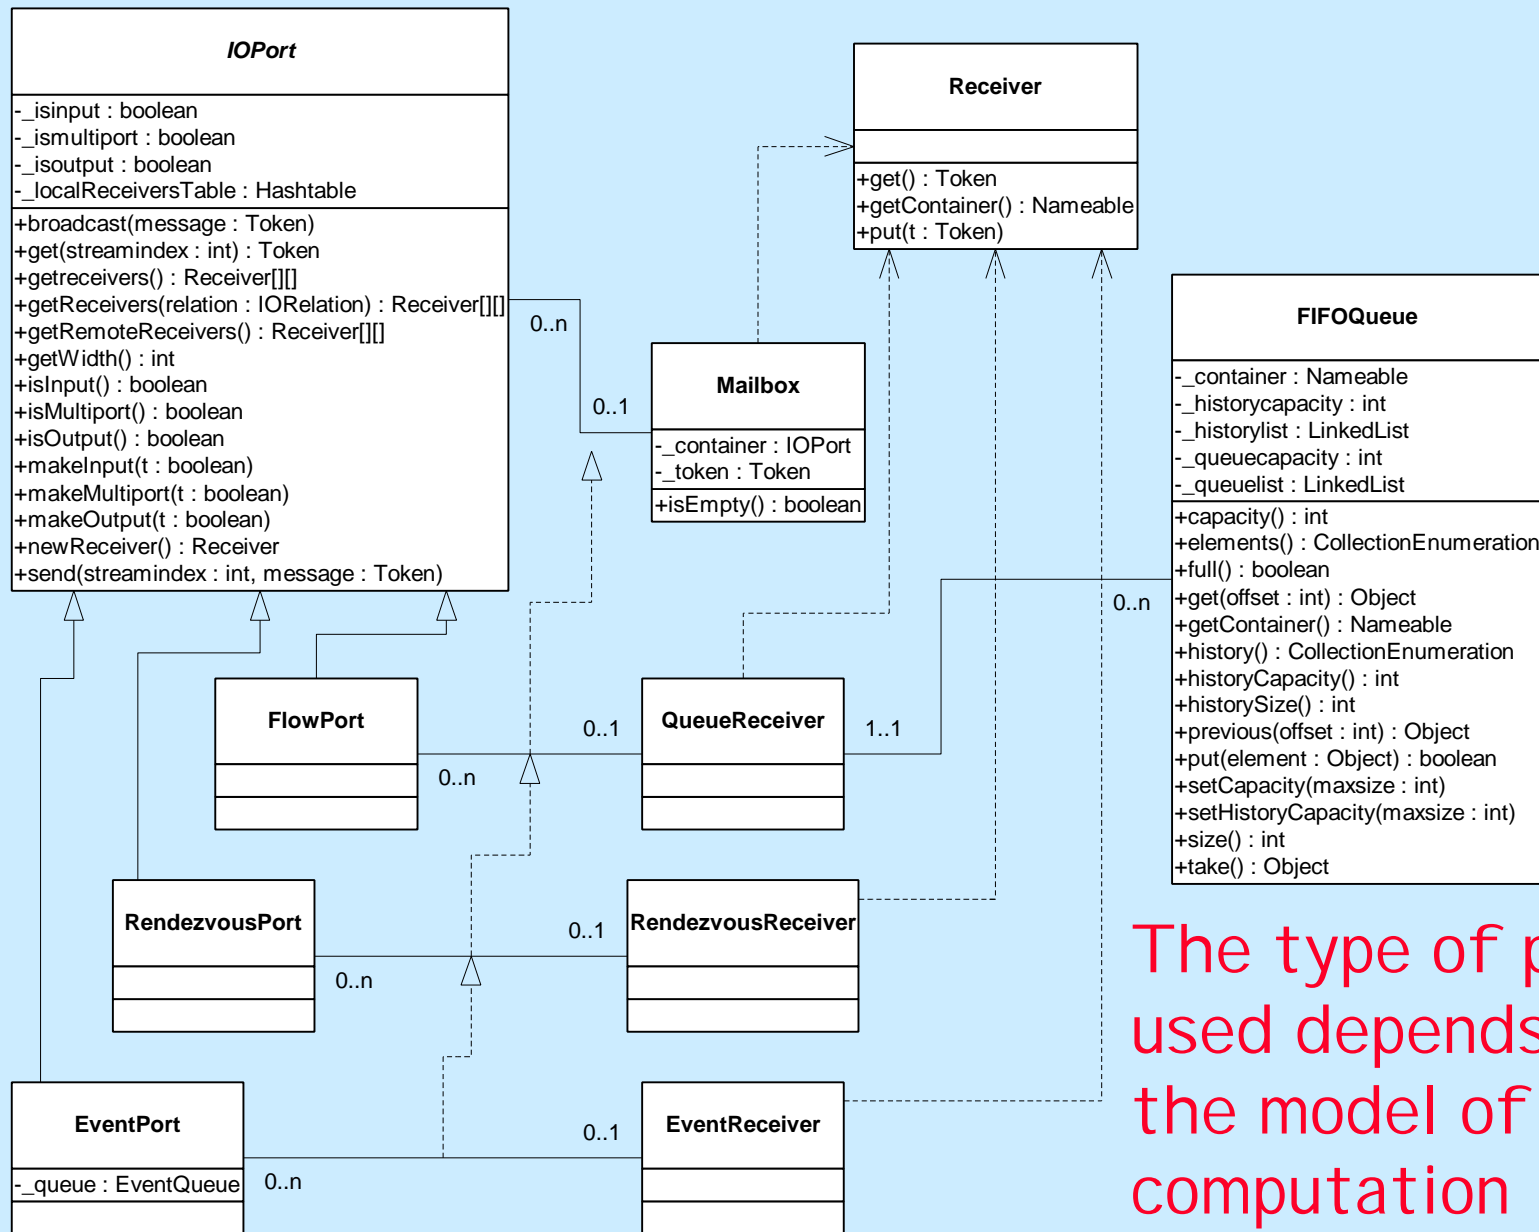 IOPort
-_isinput : boolean
-_ismultiport : boolean
-_isoutput : boolean
-_localReceiversTable : Hashtable
+broadcast(message : Token)
+get(streamindex : int) : Token
+getreceivers() : Receiver[][]
+getReceivers(relation : IORelation) : Receiver[][]
+getRemoteReceivers() : Receiver[][]
+getWidth() : int
+isInput() : boolean
+isMultiport() : boolean
+isOutput() : boolean
+makeInput(t : boolean)
+makeMultiport(t : boolean)
+makeOutput(t : boolean)
+newReceiver() : Receiver
+send(streamindex : int, message : Token)
Receiver
+get() : Token
+getContainer() : Nameable
+put(t : Token)
0..n
0..1
Mailbox
-_container : IOPort
-_token : Token
+isEmpty() : boolean
FIFOQueue
-_container : Nameable
-_historycapacity : int
-_historylist : LinkedList
-_queuecapacity : int
-_queuelist : LinkedList
+capacity() : int
+elements() : CollectionEnumeration
+full() : boolean
+get(offset : int) : Object
+getContainer() : Nameable
+history() : CollectionEnumeration
+historyCapacity() : int
+historySize() : int
+previous(offset : int) : Object
+put(element : Object) : boolean
+setCapacity(maxsize : int)
+setHistoryCapacity(maxsize : int)
+size() : int
+take() : Object
0..n
1..1
FlowPort
0..n
0..1
QueueReceiver
RendezvousPort
0..n
0..1
RendezvousReceiver
EventPort
-_queue : EventQueue
0..n
0..1
EventReceiver
The type of
used depends
the model of
computation